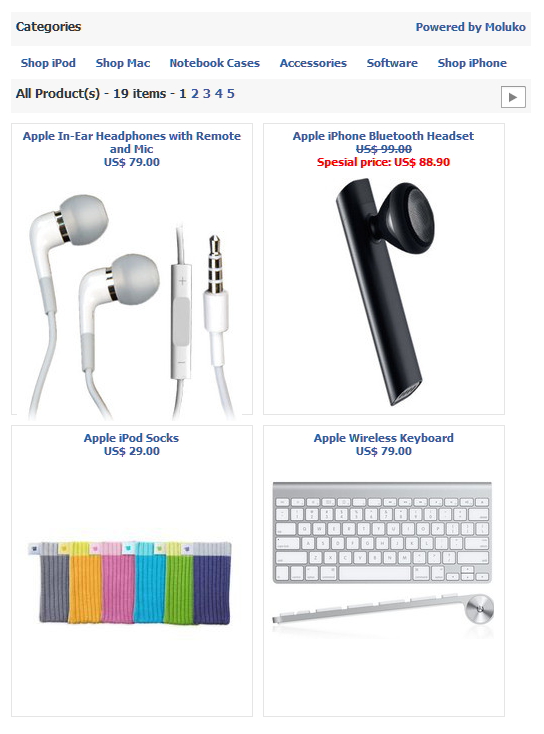 Categories
Powered by Moluko
Shop iPod Shop Mac Notebook Cases Accessories Software Shop iPhone
All Product(s) - 19 items - 1 2 3 4 5
Apple In-Ear Headphones with Remote
and Mic
US$ 79.00
Apple iPhone Bluetooth Headset
US$ 99.00
Spesial price: US$ 88.90
Apple iPod Socks
US$ 29.00
Apple Wireless Keyboard
US$ 79.00